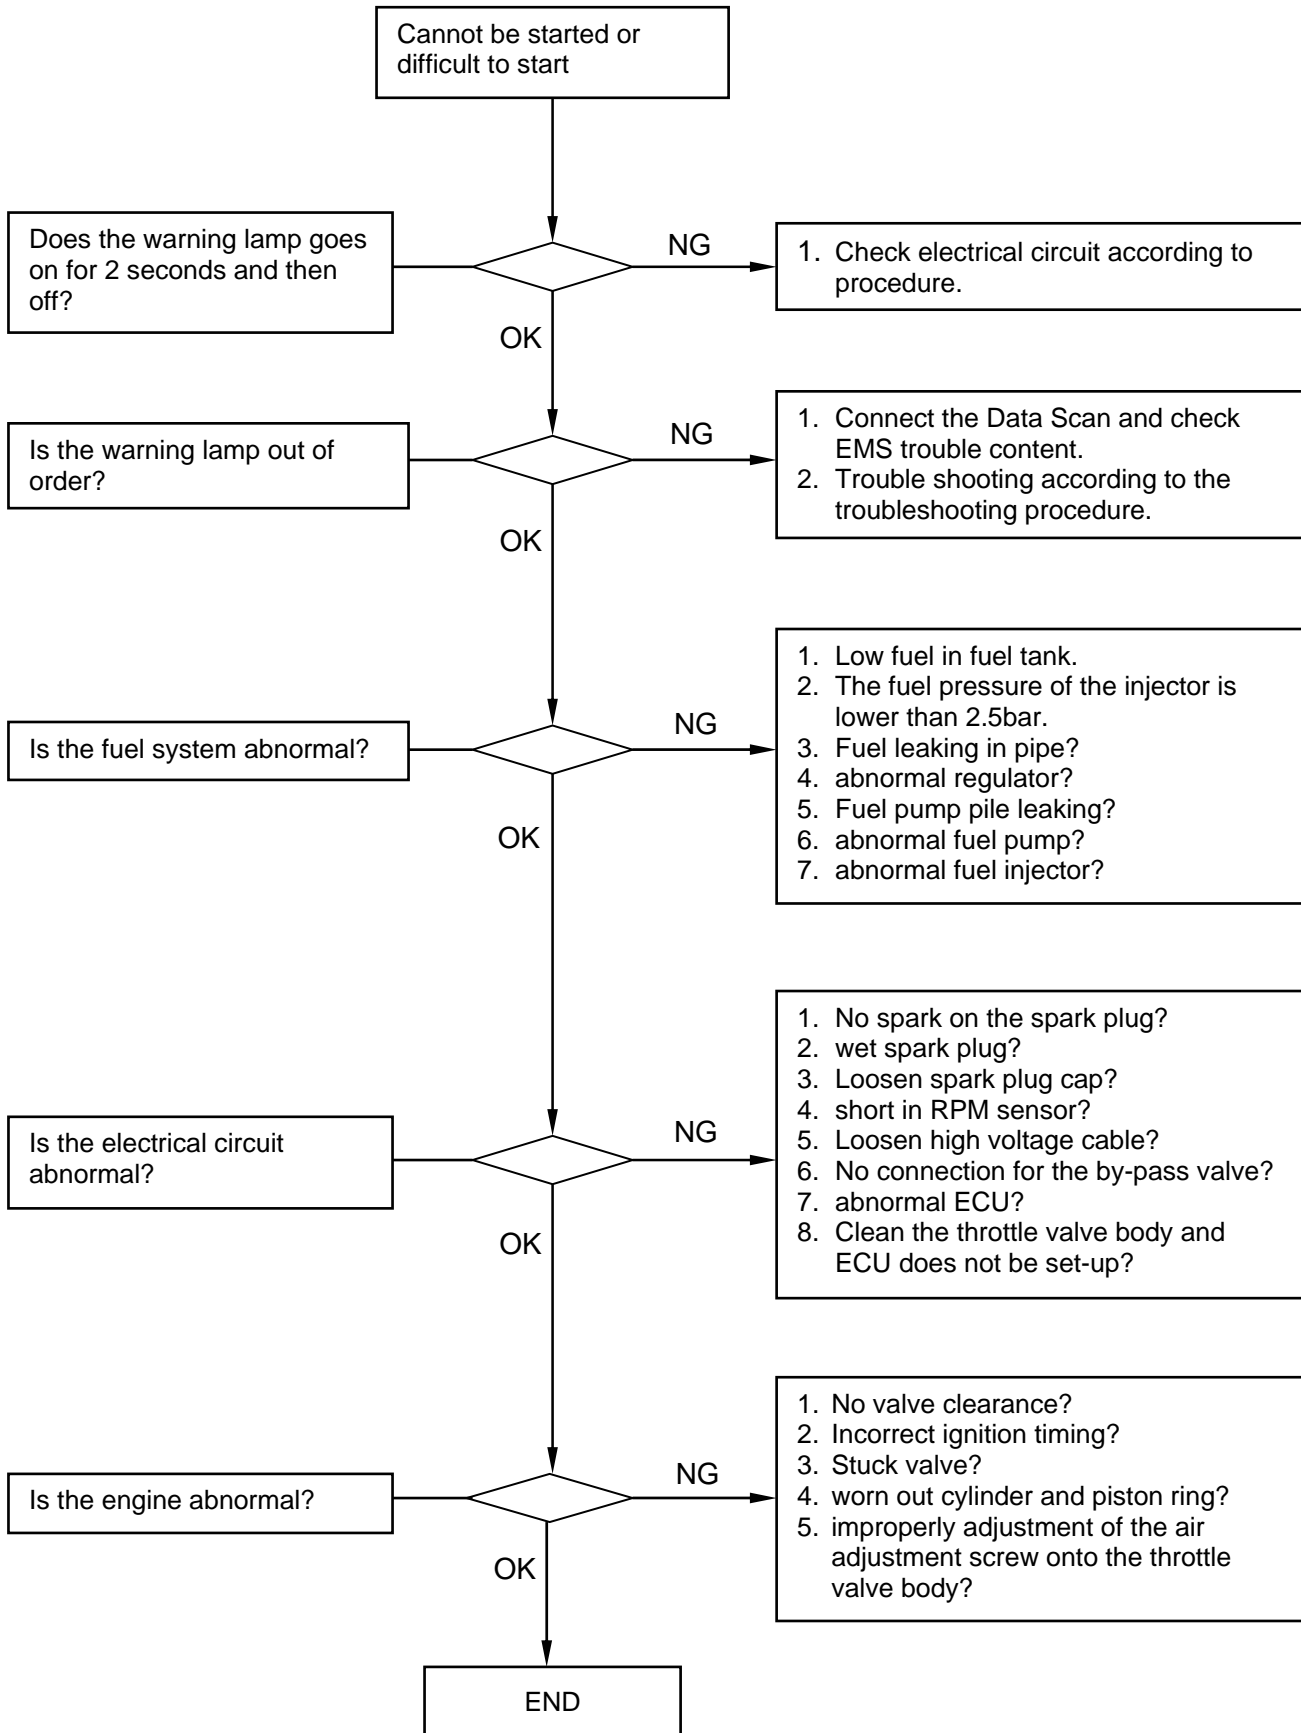 Cannot be started or
difficult to start
Does the warning lamp goes
on for 2 seconds and then
off?
NG
1. Check electrical circuit according to
procedure.
OK
Is the warning lamp out of
order?
NG
1. Connect the Data Scan and check
EMS trouble content.
2. Trouble shooting according to the
troubleshooting procedure.
OK
Is the fuel system abnormal?
NG
1. Low fuel in fuel tank.
2. The fuel pressure of the injector is
lower than 2.5bar.
3. Fuel leaking in pipe?
4. abnormal regulator?
5. Fuel pump pile leaking?
6. abnormal fuel pump?
7. abnormal fuel injector?
OK
Is the electrical circuit
abnormal?
NG
1. No spark on the spark plug?
2. wet spark plug?
3. Loosen spark plug cap?
4. short in RPM sensor?
5. Loosen high voltage cable?
6. No connection for the by-pass valve?
7. abnormal ECU?
8. Clean the throttle valve body and
ECU does not be set-up?
OK
Is the engine abnormal?
NG
1. No valve clearance?
2. Incorrect ignition timing?
3. Stuck valve?
4. worn out cylinder and piston ring?
5. improperly adjustment of the air
adjustment screw onto the throttle
valve body?
OK
END